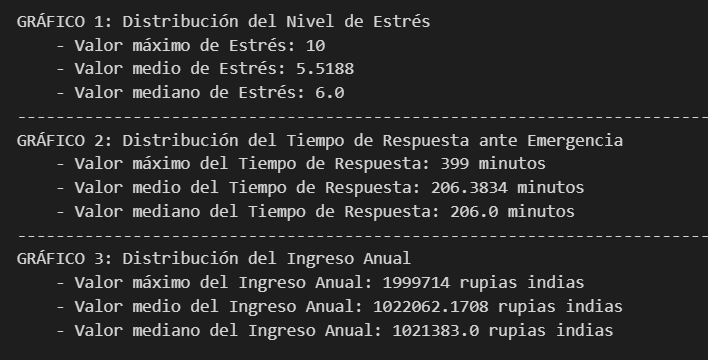 GRÁFICO 1: Distribución del Nivel de Estrés
    - Valor máximo de Estrés: 10
    - Valor medio de Estrés: 5.5188
    - Valor mediano de Estrés: 6.0
------------------------------------------------------------------------
GRÁFICO 2: Distribución del Tiempo de Respuesta ante Emergencia
    - Valor máximo del Tiempo de Respuesta: 399 minutos
    - Valor medio del Tiempo de Respuesta: 206.3834 minutos
    - Valor mediano del Tiempo de Respuesta: 206.0 minutos
------------------------------------------------------------------------
GRÁFICO 3: Distribución del Ingreso Anual
    - Valor máximo del Ingreso Anual: 1999714 rupias indias
    - Valor medio del Ingreso Anual: 1022062.1708 rupias indias
    - Valor mediano del Ingreso Anual: 1021383.0 rupias indias